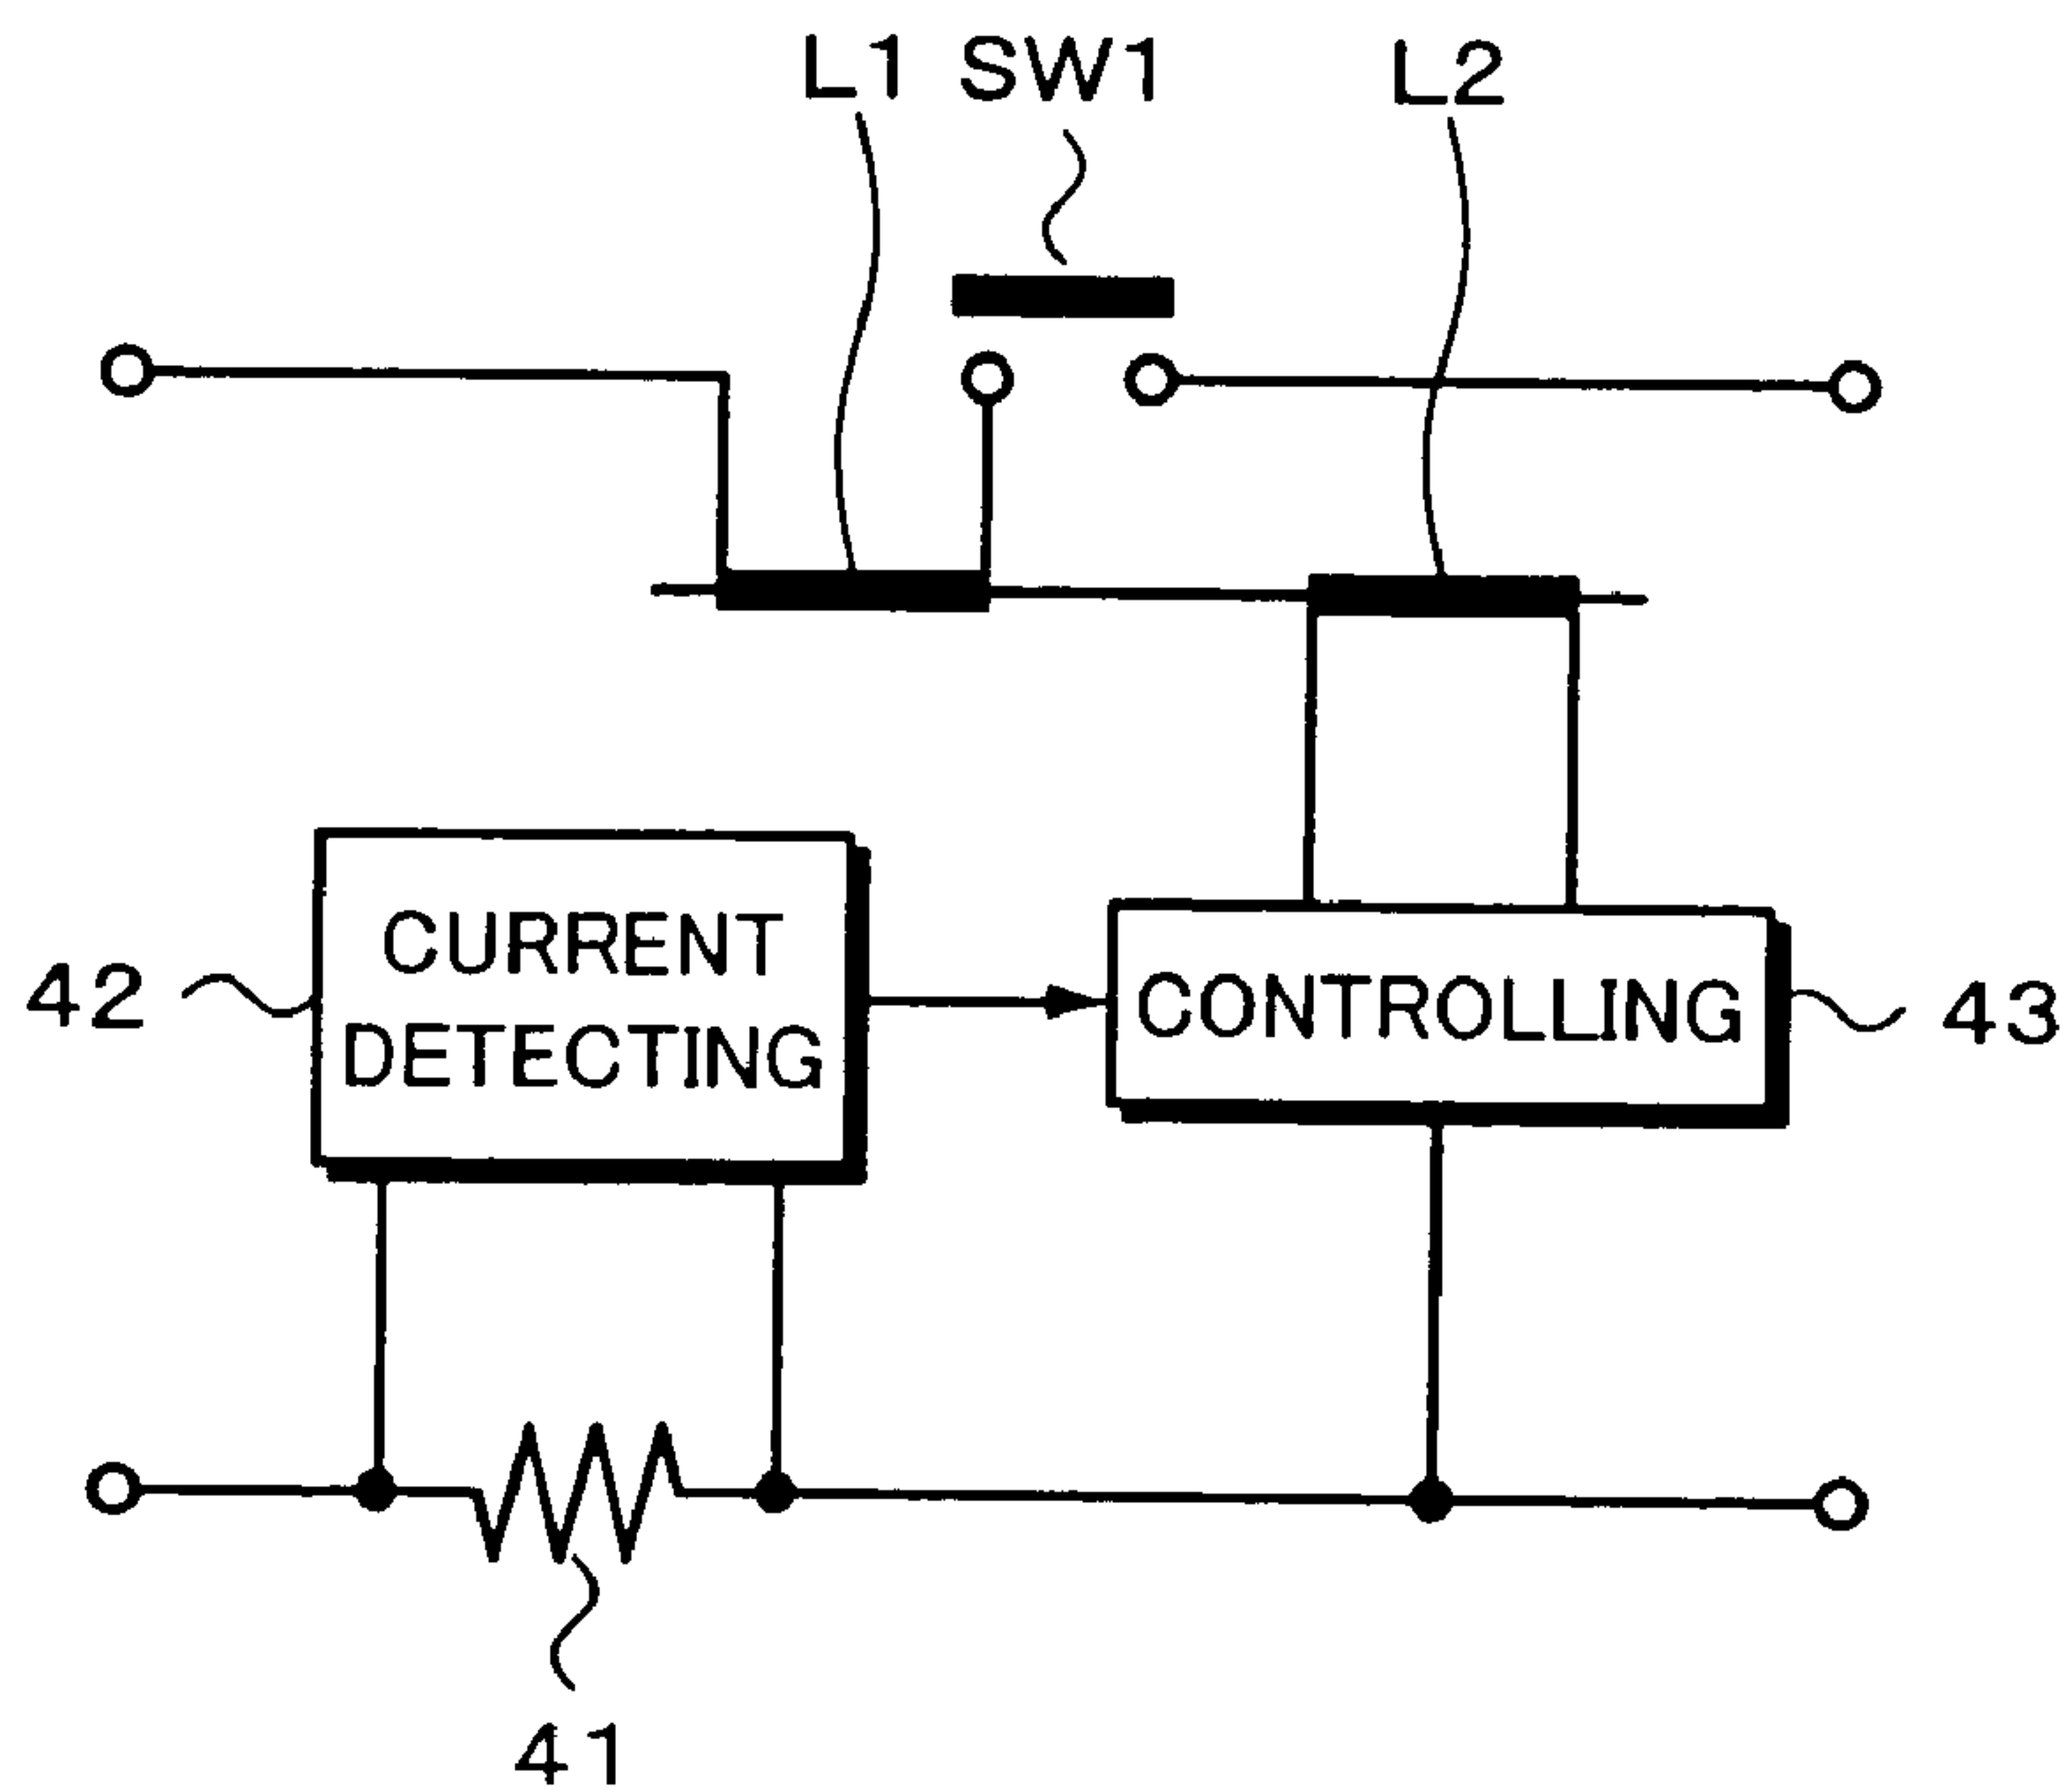 L1 SW1 L2
CURRENT
DETECTING
42
CONTROLLING
43
41